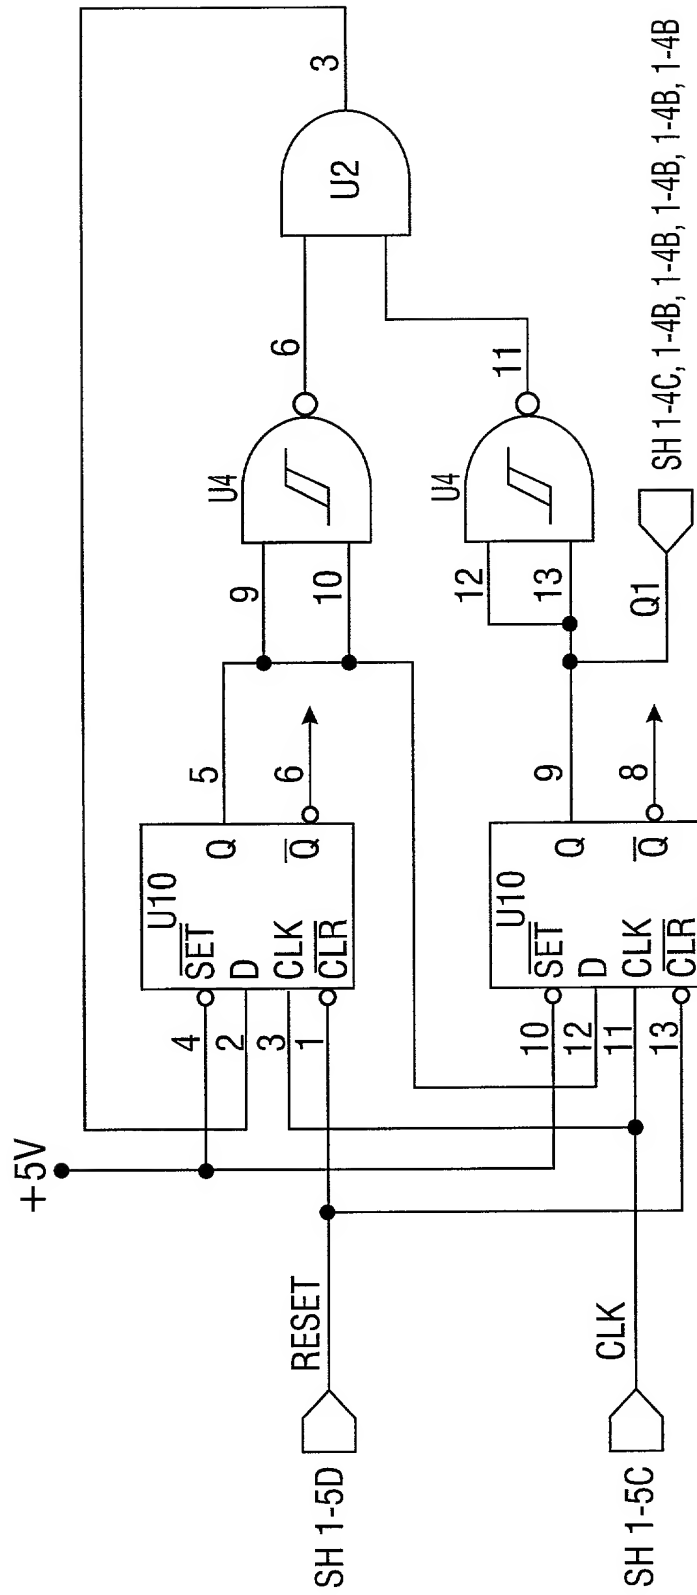 +5V
SH 1-5D
RESET
SH 1-5C
CLK
4
2
3
1
U10
SET
D
CLK
CLR
Q
Q
5
6
10
12
11
13
U10
SET
D
CLK
CLR
Q
Q
9
8
9
10
U4
6
12
13
U4
11
U2
3
Q1
SH 1-4C, 1-4B, 1-4B, 1-4B, 1-4B, 1-4B